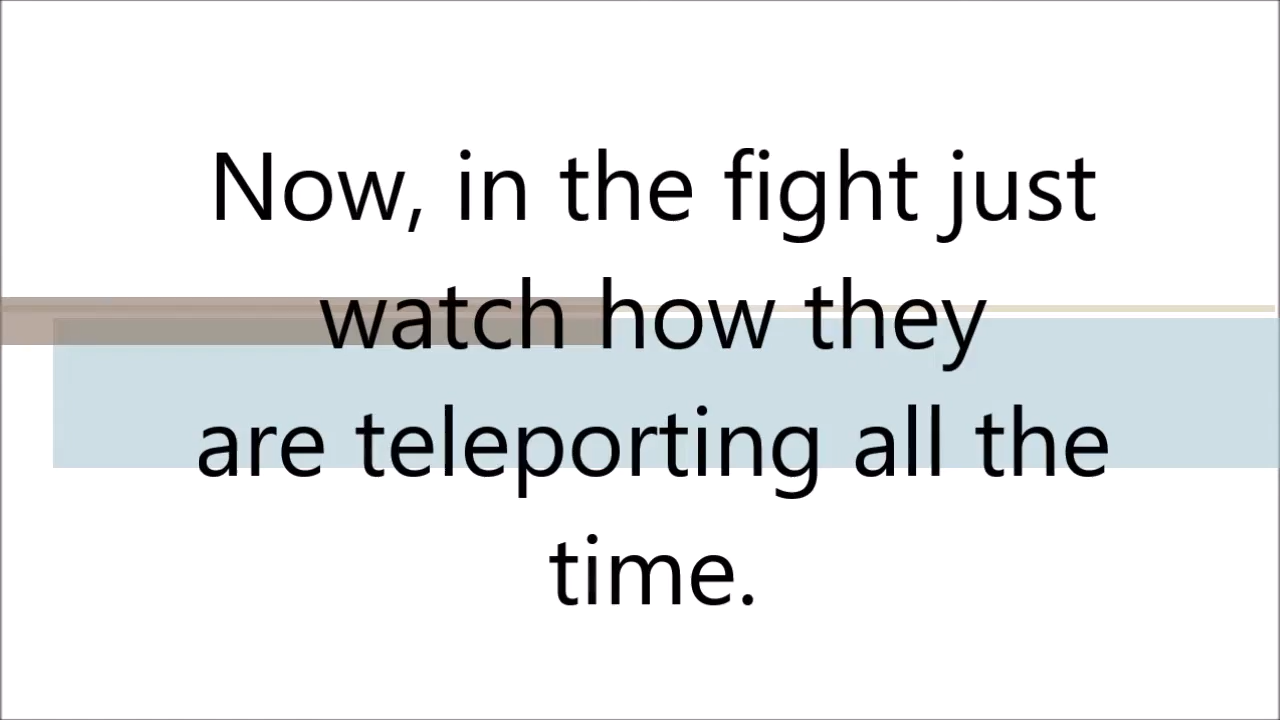 Now, in the fight just
watch how they
are teleporting all the
time.